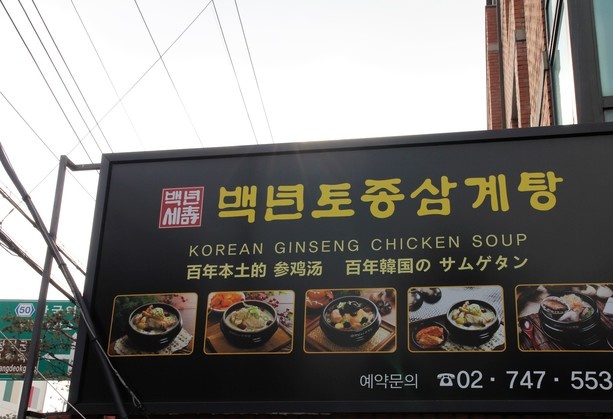 백년
세壽
백년토종삼계탕
KOREAN GINSENG CHICKEN SOUP
百年本土的 参鸡汤 百年韓国の サムゲタン
예약문의 ☎02 · 747 · 553
50
angdeokg